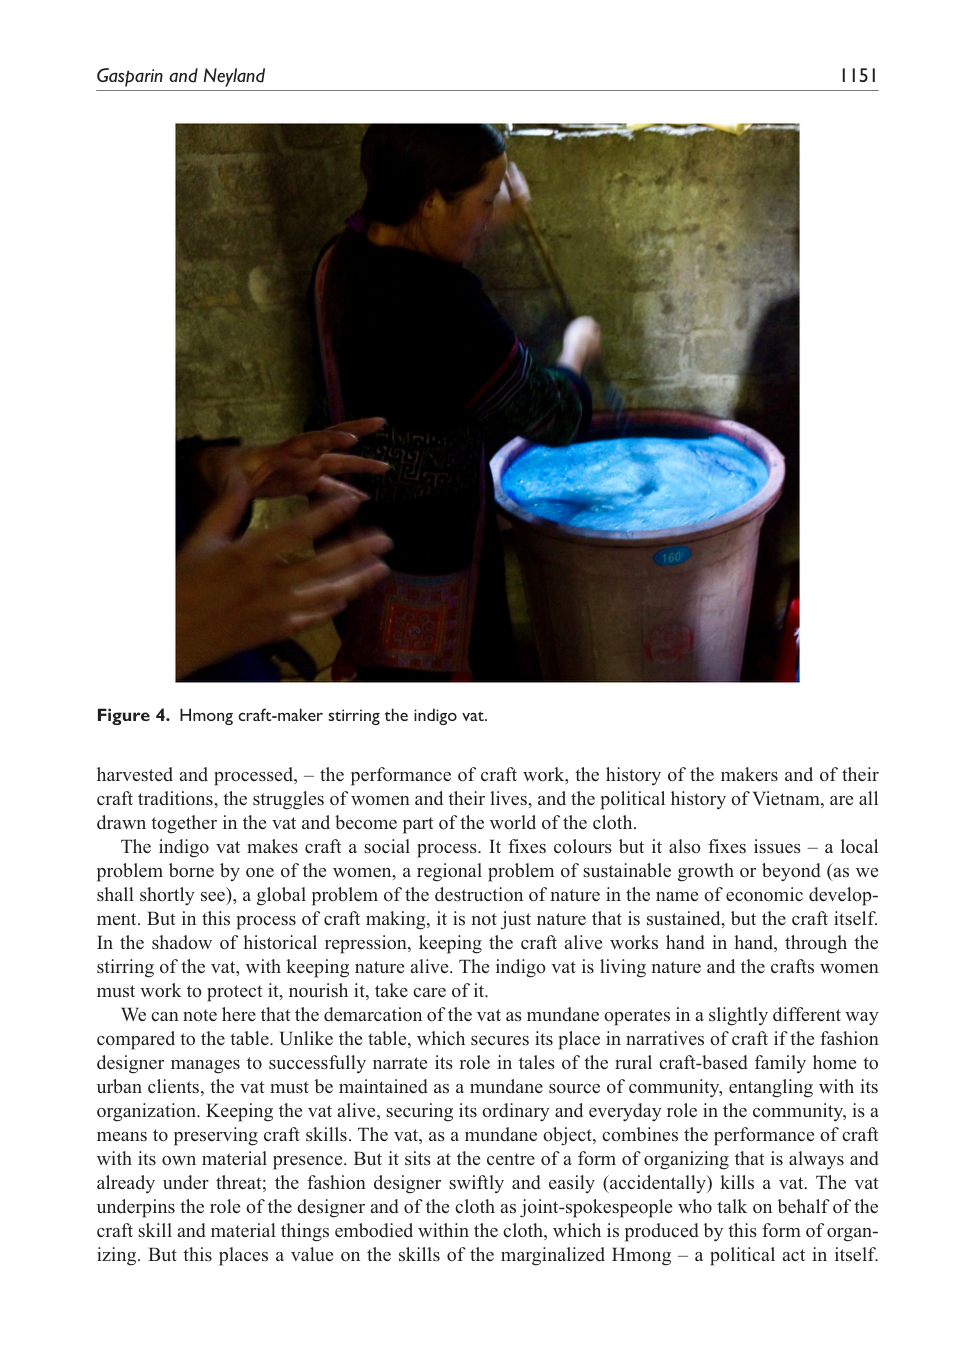 Gasparin and Neyland 1151
160
Figure 4. Hmong craft-maker stirring the indigo vat.
harvested and processed, – the performance of craft work, the history of the makers and of their
craft traditions, the struggles of women and their lives, and the political history of Vietnam, are all
drawn together in the vat and become part of the world of the cloth.
The indigo vat makes craft a social process. It fixes colours but it also fixes issues – a local
problem borne by one of the women, a regional problem of sustainable growth or beyond (as we
shall shortly see), a global problem of the destruction of nature in the name of economic develop-
ment. But in this process of craft making, it is not just nature that is sustained, but the craft itself.
In the shadow of historical repression, keeping the craft alive works hand in hand, through the
stirring of the vat, with keeping nature alive. The indigo vat is living nature and the crafts women
must work to protect it, nourish it, take care of it.
We can note here that the demarcation of the vat as mundane operates in a slightly different way
compared to the table. Unlike the table, which secures its place in narratives of craft if the fashion
designer manages to successfully narrate its role in tales of the rural craft-based family home to
urban clients, the vat must be maintained as a mundane source of community, entangling with its
organization. Keeping the vat alive, securing its ordinary and everyday role in the community, is a
means to preserving craft skills. The vat, as a mundane object, combines the performance of craft
with its own material presence. But it sits at the centre of a form of organizing that is always and
already under threat; the fashion designer swiftly and easily (accidentally) kills a vat. The vat
underpins the role of the designer and of the cloth as joint-spokespeople who talk on behalf of the
craft skill and material things embodied within the cloth, which is produced by this form of organ-
izing. But this places a value on the skills of the marginalized Hmong – a political act in itself.